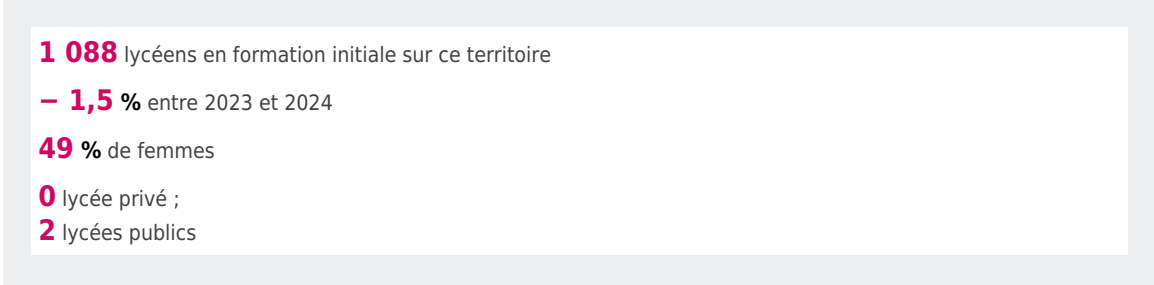 1 088 lycéens en formation initiale sur ce territoire
− 1,5 % entre 2023 et 2024
49 % de femmes
0 lycée privé ;
2 lycées publics